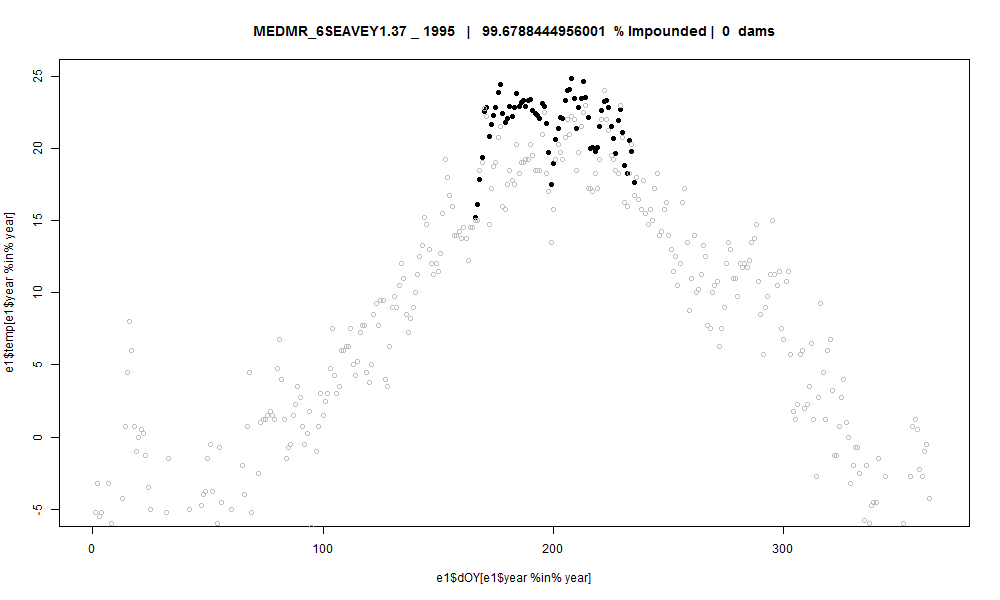 MEDMR_6SEAVEY1.37 _ 1995 | 99.6788444956001 % Impounded | 0 dams
e1$temp[e1$year %in% year]
25
20
15
10
5
0
-5
0 100 200 300
e1$dOY[e1$year %in% year]